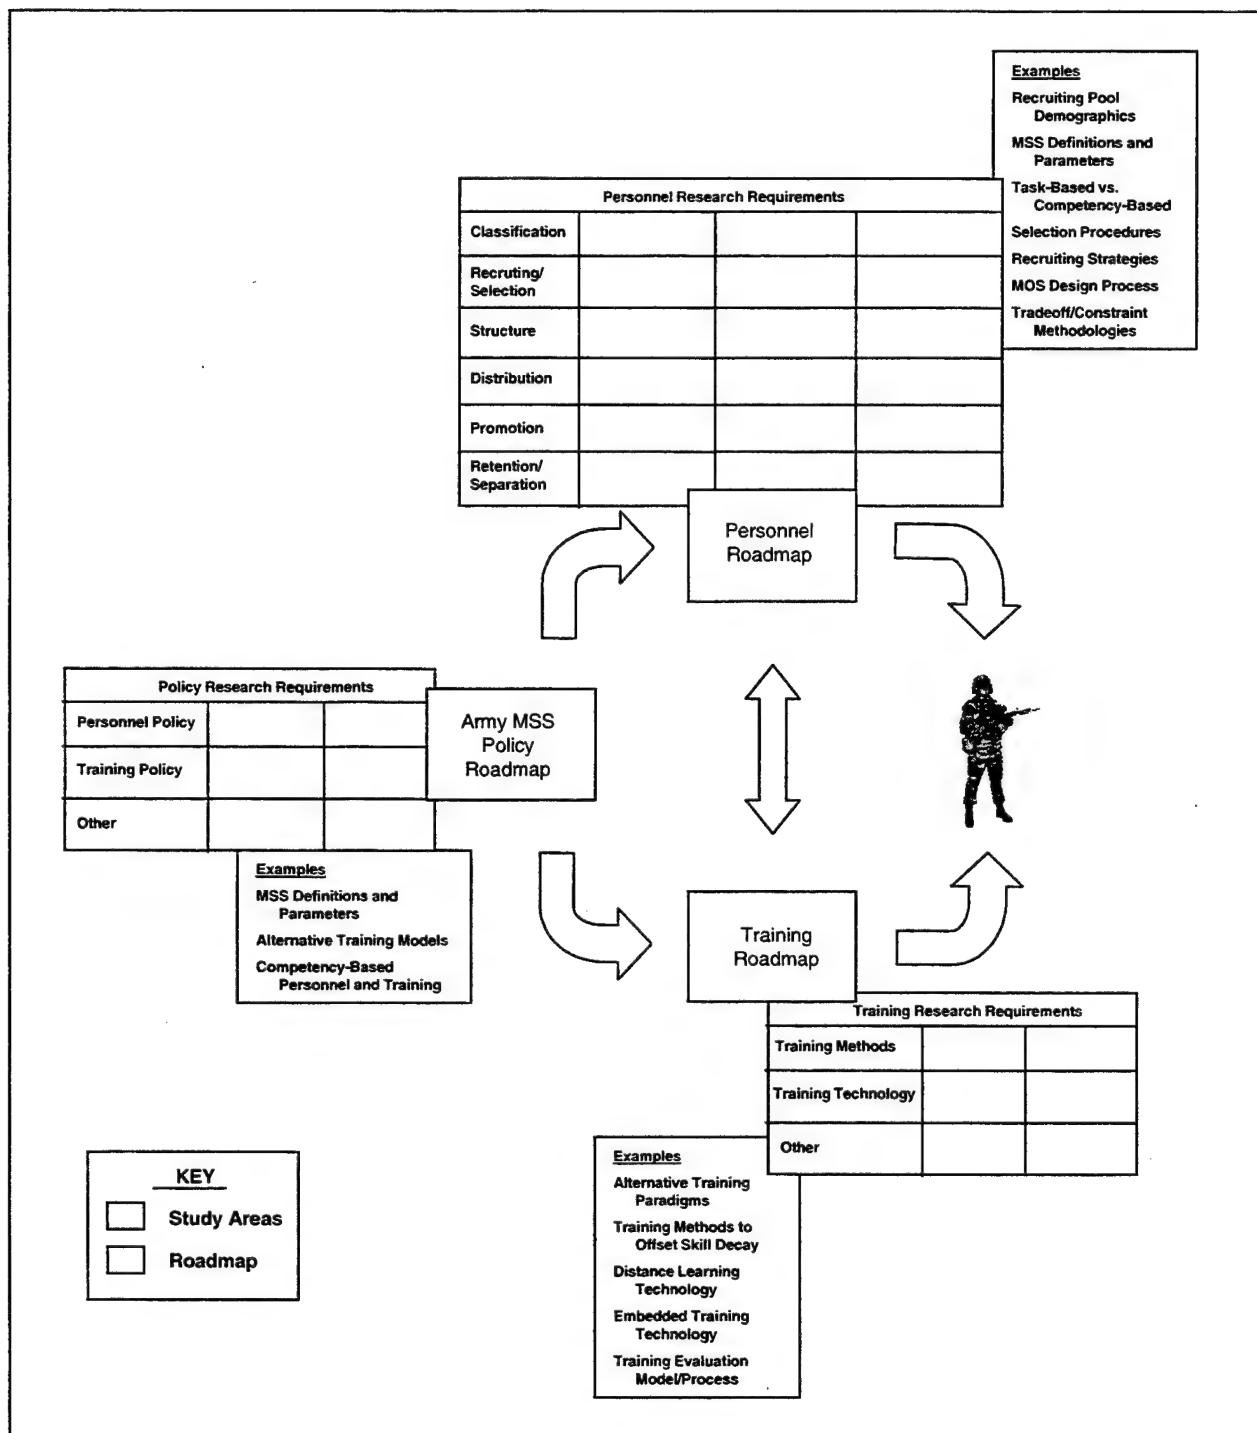 Examples
Recruiting Pool
Demographics
MSS Definitions and
Parameters
Task-Based vs.
Competency-Based
Selection Procedures
Recruiting Strategies
MOS Design Process
Tradeoff/Constraint
Methodologies
Personnel Research Requirements
Classification
Recruting/
Selection
Structure
Distribution
Promotion
Retention/
Separation
Personnel
Roadmap
Policy Research Requirements
Personnel Policy
Training Policy
Other
Army MSS
Policy
Roadmap
Examples
MSS Definitions and
Parameters
Alternative Training Models
Competency-Based
Personnel and Training
Training
Roadmap
Training Research Requirements
Training Methods
Training Technology
Other
Examples
Alternative Training
Paradigms
Training Methods to
Offset Skill Decay
Distance Learning
Technology
Embedded Training
Technology
Training Evaluation
Model/Process
KEY
Study Areas
Roadmap